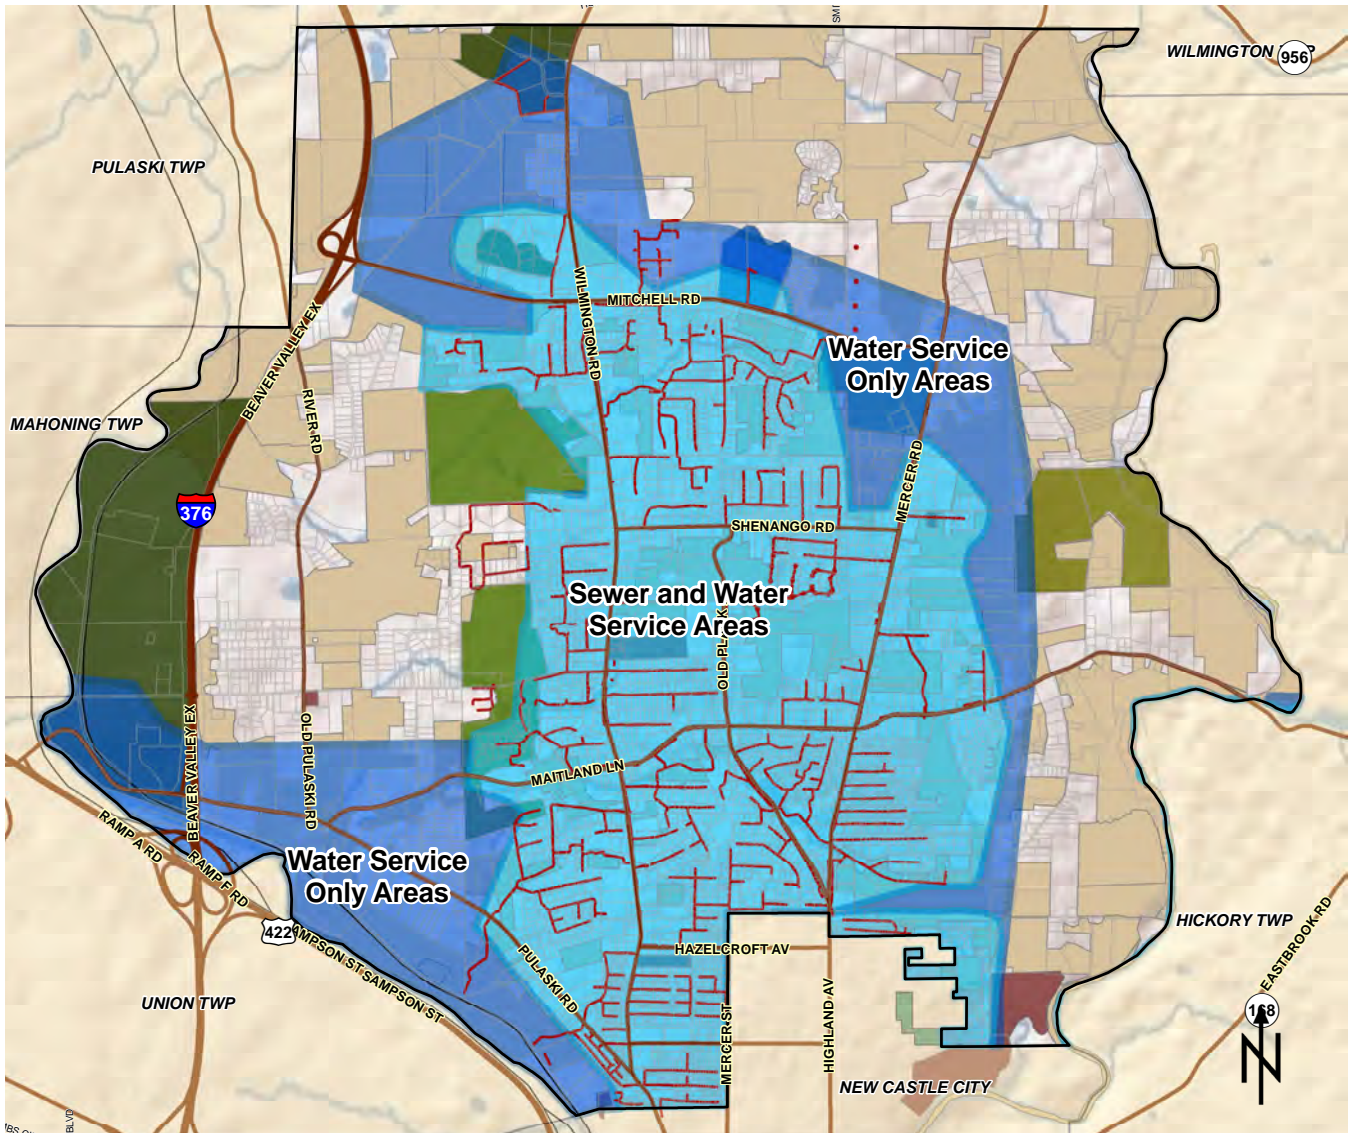 WILMINGTON
956
PULASKI TWP
WILMINGTON RD
MITCHELL RD
BEAVER VALLEY EX
Water Service
Only Areas
RIVER RD
MAHONING TWP
MERCER RD
376
SHENANGO RD
Sewer and Water
Service Areas
OLD PLA
BEAVER VALLEY EX
OLD PULASKI RD
MAITLAND LN
RAMP A RD
RAMP F RD
Water Service
Only Areas
422
AMPSON ST SAMPSON ST
PULASKI RD
HAZELCROFT AV
HICKORY TWP
EASTBROOK RD
UNION TWP
MERCER ST
HIGHLAND AV
168
N
NEW CASTLE CITY
BLVD